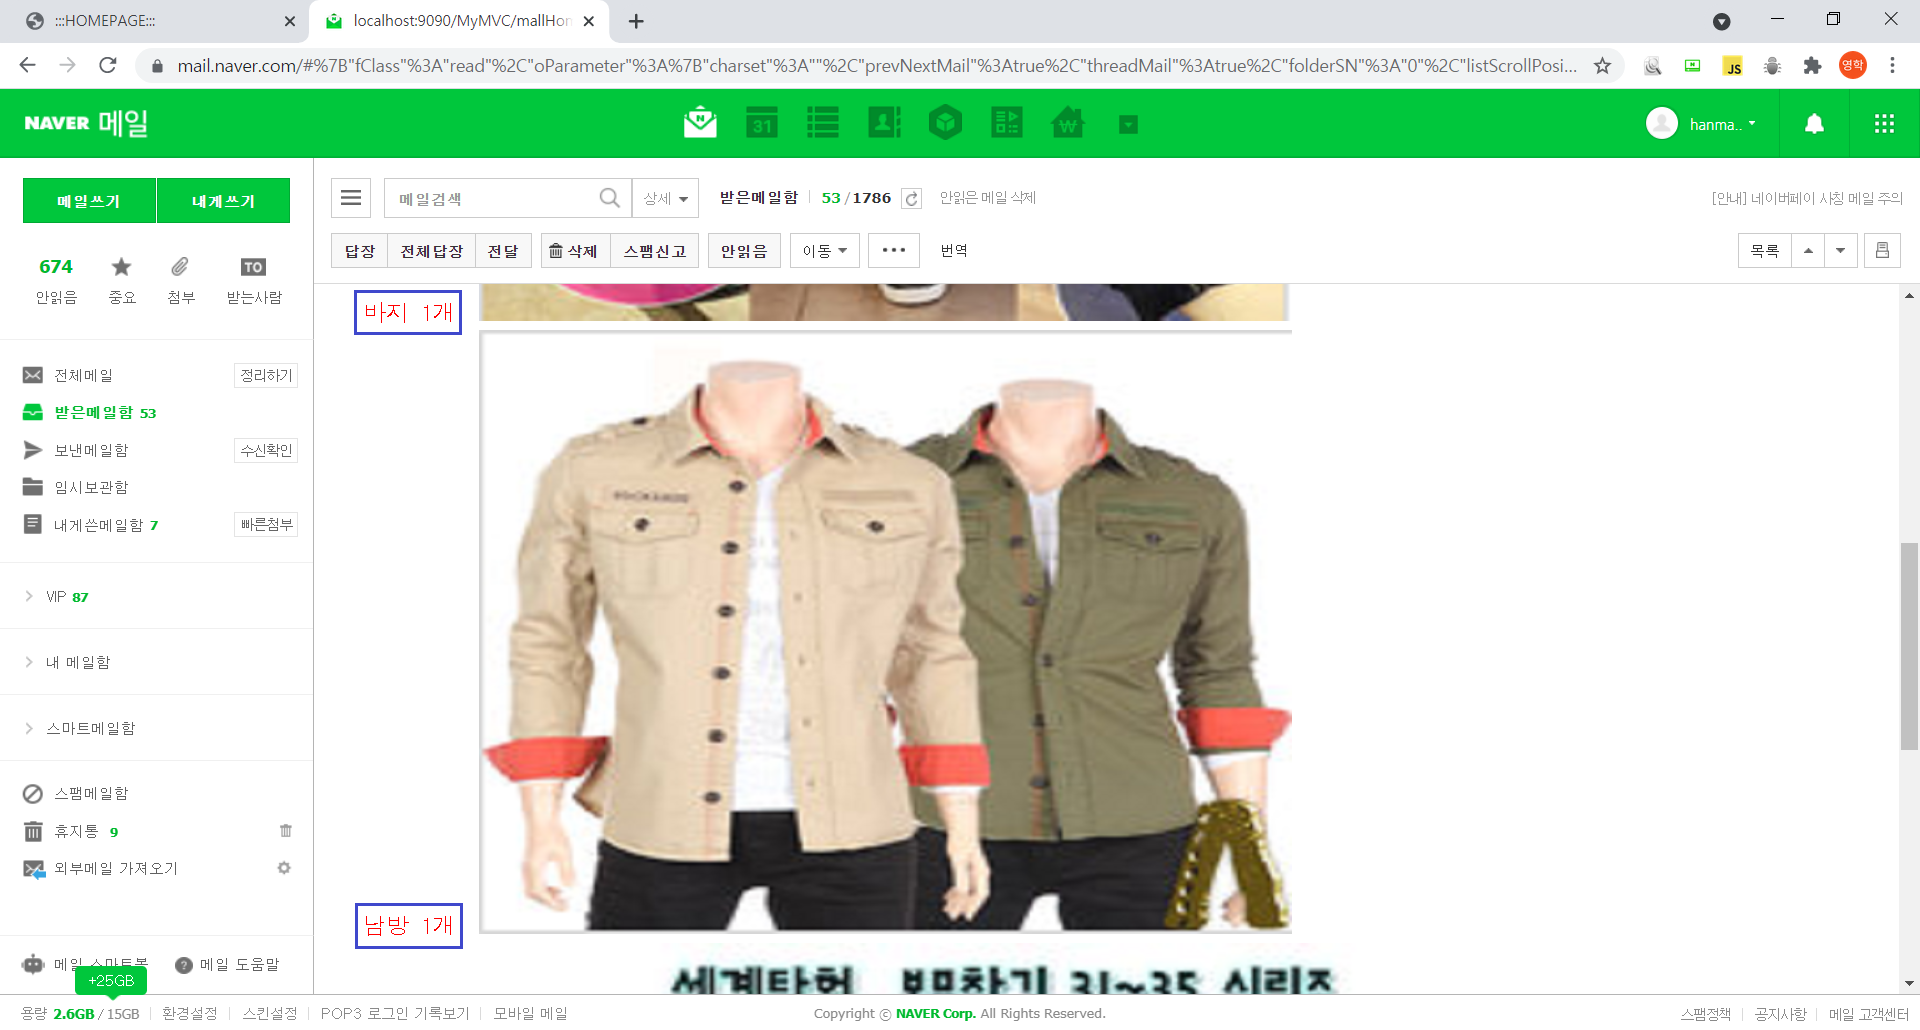 :::HOMEPAGE:::
localhost:9090/MyMVC/mallHon
mail.naver.com/#%7B"fClass"%3A"read"%2C"oParameter"%3A%7B"charset"%3A""%2C"prevNextMail"%3Atrue%2C"threadMail"%3Atrue%2C"folderSN"%3A"0"%2C"listScrollPosi...
JS
영학
NAVER 메일
31
hanma..
메일쓰기 내게쓰기
메일검색 상세 받은메일함 53/1786 안읽은 메일 삭제 [안내] 네이버페이 사칭 메일 주의
답장 전체답장 전달 삭제 스팸신고 안읽음 이동 ••• 번역 목록
674 TO
안읽음 중요 첨부 받는사람
전체메일 정리하기
받은메일함 53
보낸메일함 수신확인
임시보관함
내게쓴메일함 7 빠른첨부
VIP 87
내 메일함
스마트메일함
스팸메일함
휴지통 9
외부메일 가져오기
메일 스마트봇 메일 도움말
+25GB
바지 1개
남방 1개
세계탐험 보물찾기 31~35 시리즈
용량 2.6GB / 15GB 환경설정 스킨설정 POP3 로그인 기록보기 모바일 메일
Copyright © NAVER Corp. All Rights Reserved.
스팸정책 공지사항 메일 고객센터